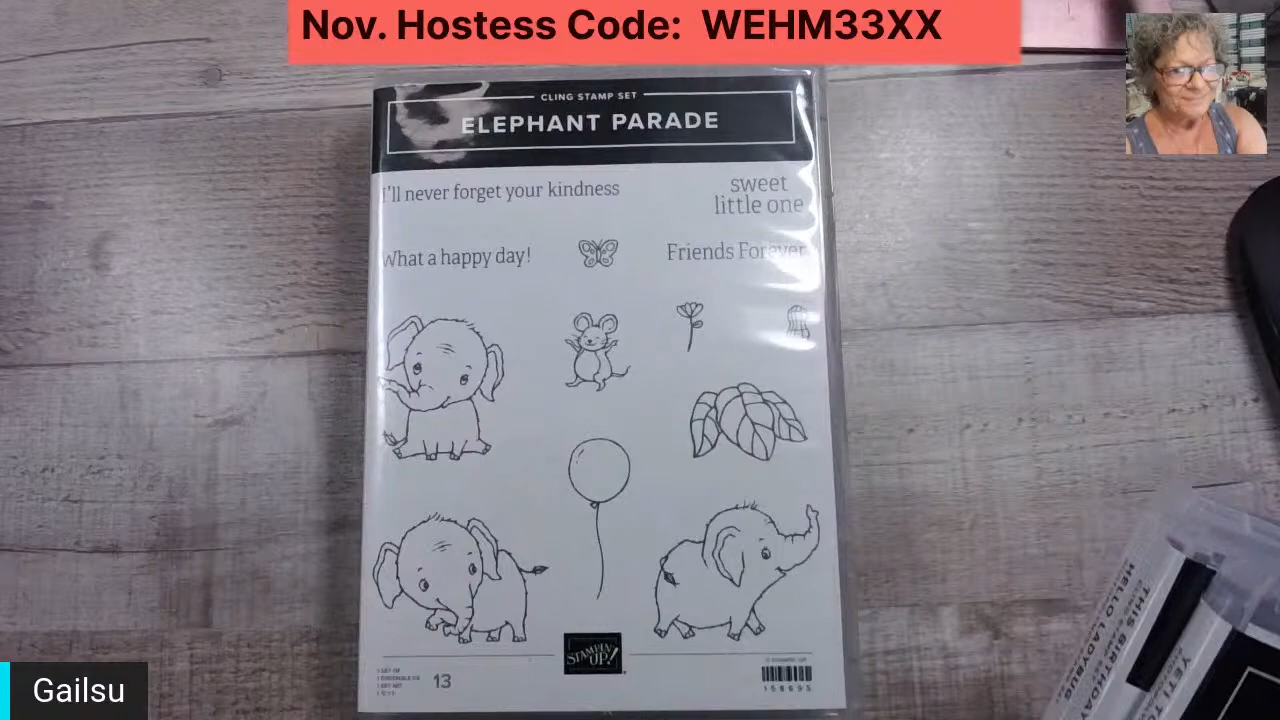 Nov. Hostess Code: WEHM33XX
CLING STAMP SET
ELEPHANT PARADE
I'll never forget your kindness
sweet
little one
What a happy day!
Friends Forever
STAMPIN' UP!
13
Gailsu
THIS BIRTHDAY
HELLO LADYBUG
YETI T